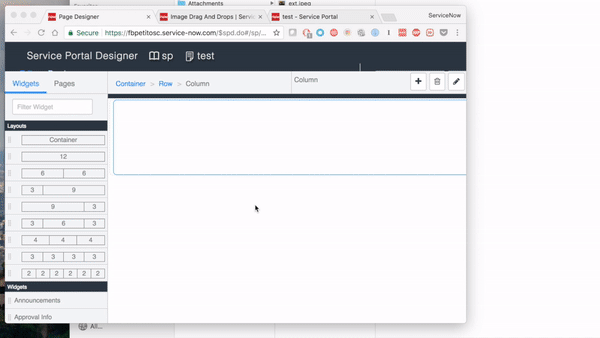 Attachments
ext.jpeg
Page Designer
Image Drag And Drops | Servi
test - Service Portal
ServiceNow
Secure
https://fbpetitosc.service-now.com/$spd.do#/sp/...
Service Portal Designer sp test
Widgets Pages
Container > Row > Column
Column
Filter Widget
Layouts
Container
12
6 6
3 9
9 3
3 6 3
4 4 4
3 3 3 3
2 2 2 2 2 2
Widgets
Announcements
Approval Info
All...